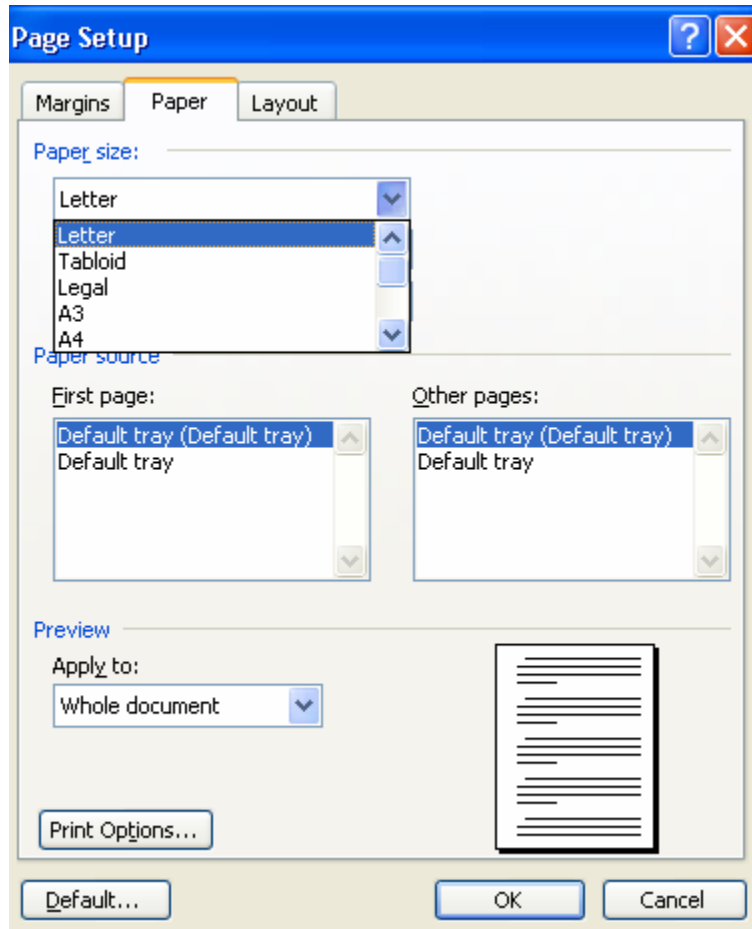 Page Setup
Margins Paper Layout
Paper size:
Letter
Letter
Tabloid
Legal
A3
A4
Paper source
First page: Other pages:
Default tray (Default tray) Default tray (Default tray)
Default tray Default tray
Preview
Apply to:
Whole document
Print Options...
Default... OK Cancel